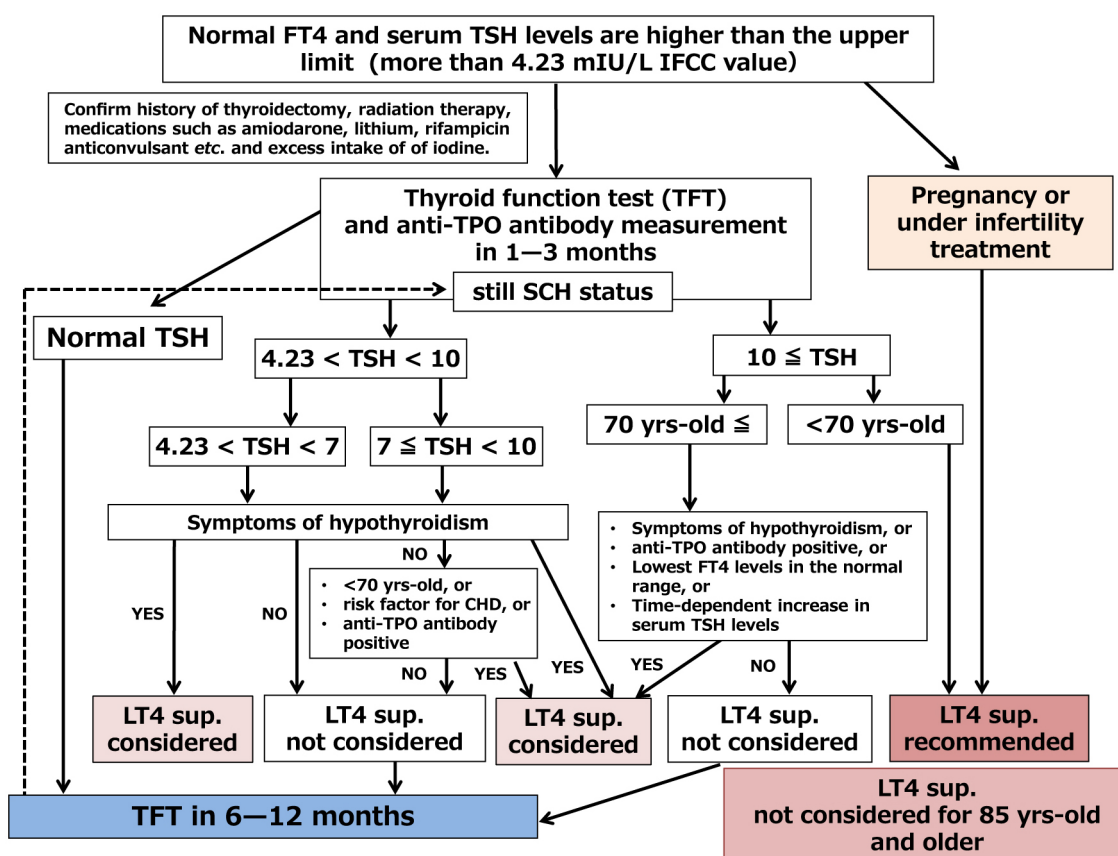 Normal FT4 and serum TSH levels are higher than the upper
limit (more than 4.23 mIU/L IFCC value)
Confirm history of thyroidectomy, radiation therapy,
medications such as amiodarone, lithium, rifampicin
anticonvulsant etc. and excess intake of of iodine.
Thyroid function test (TFT)
and anti-TPO antibody measurement
in 1—3 months
Pregnancy or
under infertility
treatment
still SCH status
Normal TSH
4.23 < TSH < 10
10 ≦ TSH
70 yrs-old ≦
<70 yrs-old
4.23 < TSH < 7
7 ≦ TSH < 10
Symptoms of hypothyroidism
• Symptoms of hypothyroidism, or
• anti-TPO antibody positive, or
• Lowest FT4 levels in the normal
range, or
• Time-dependent increase in
serum TSH levels
YES
NO
NO
• <70 yrs-old, or
• risk factor for CHD, or
• anti-TPO antibody
positive
NO
YES
YES
YES
NO
LT4 sup.
considered
LT4 sup.
not considered
LT4 sup.
considered
LT4 sup.
not considered
LT4 sup.
recommended
TFT in 6—12 months
LT4 sup.
not considered for 85 yrs-old
and older